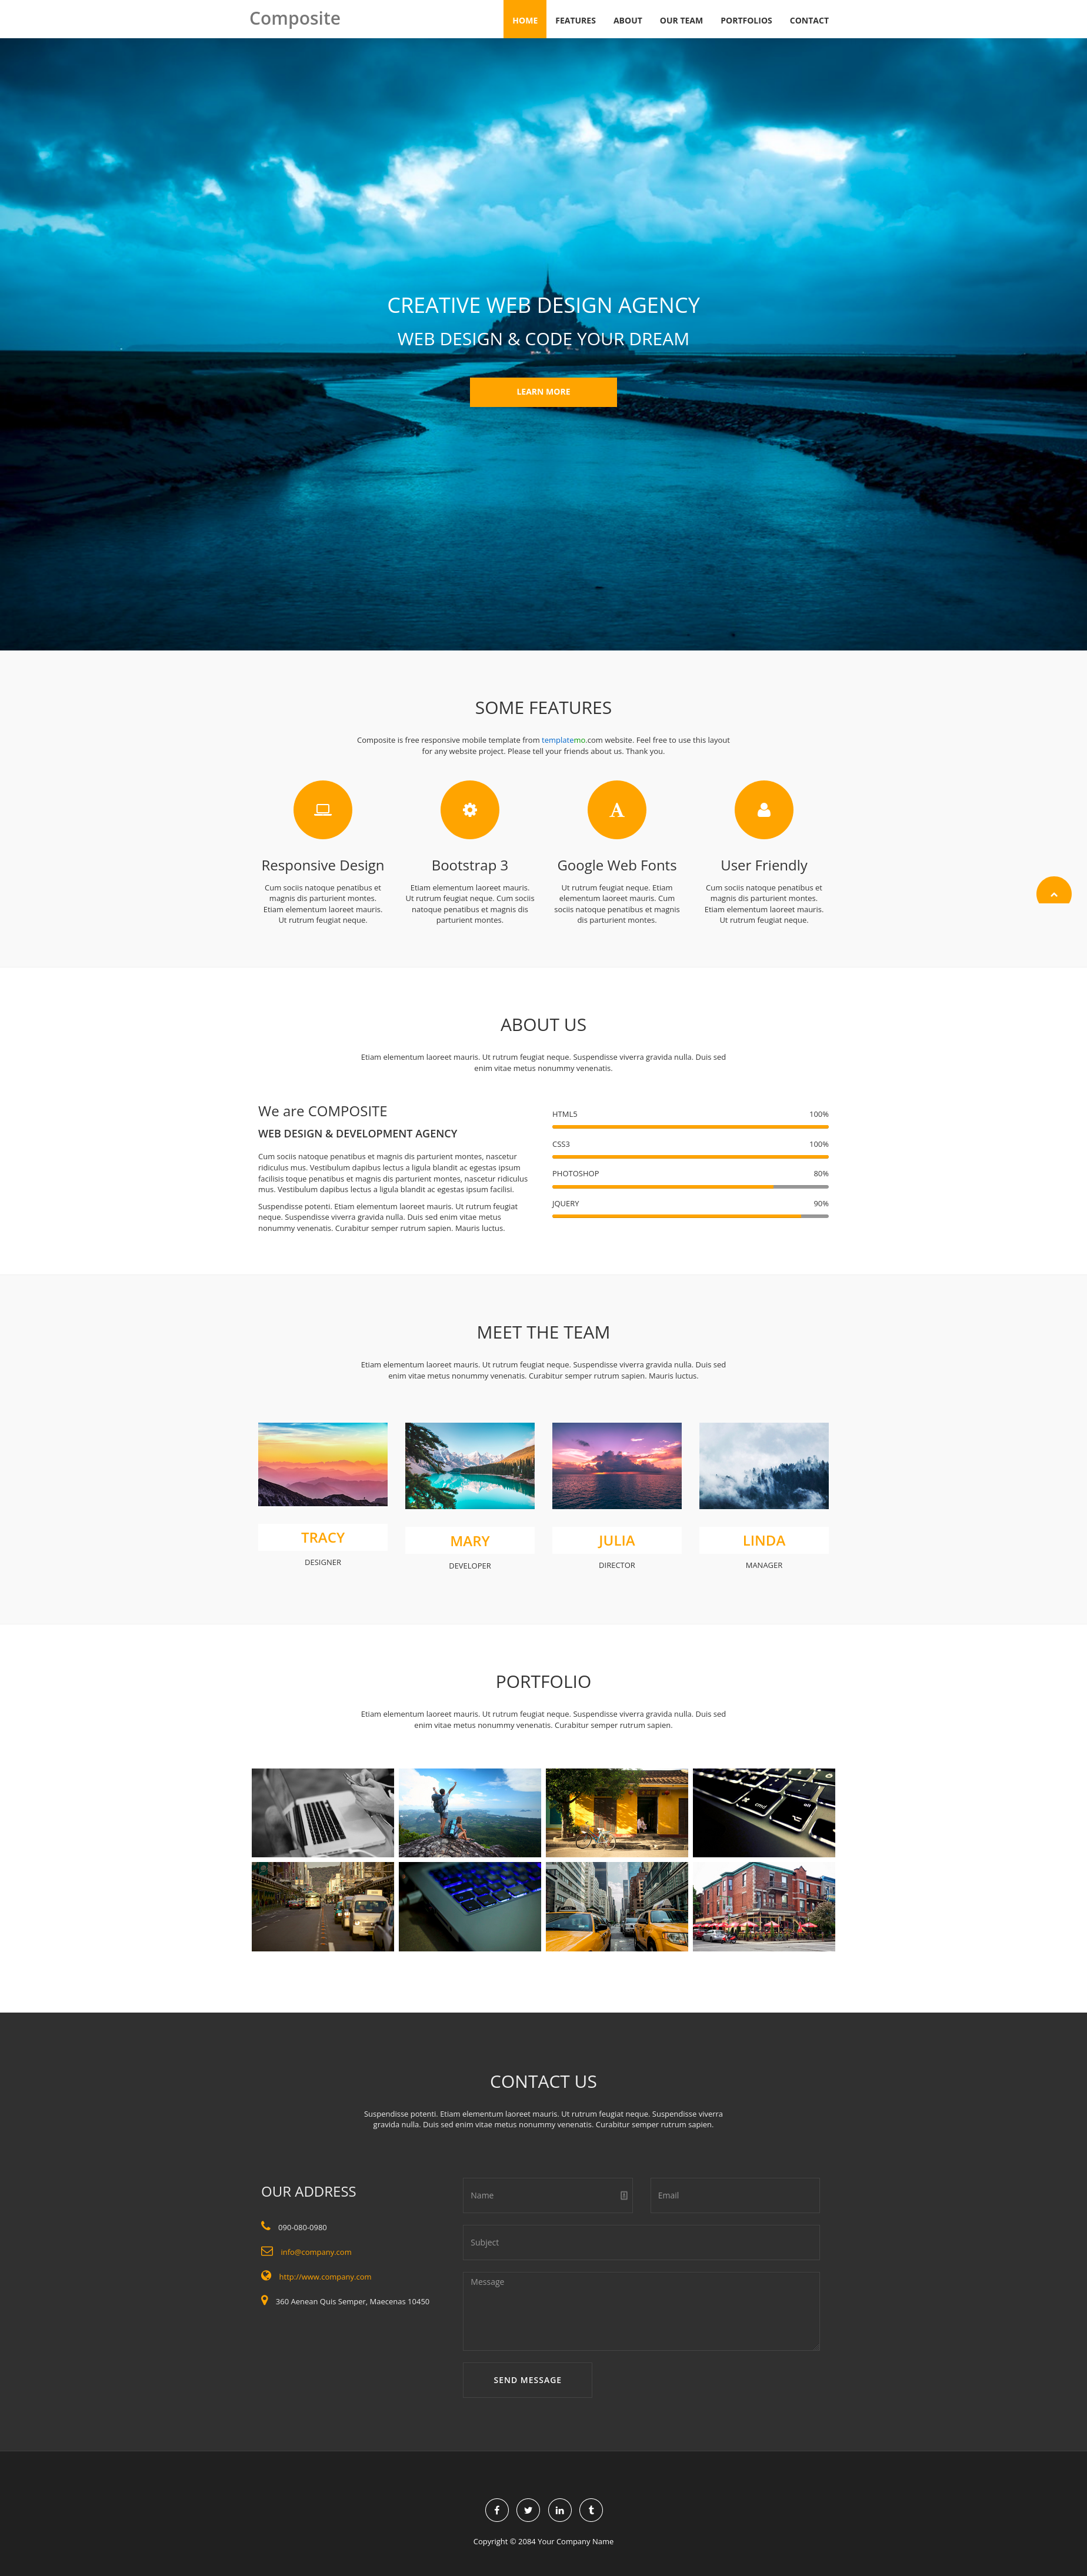 Composite
HOME
FEATURES
ABOUT
OUR TEAM
PORTFOLIOS
CONTACT
CREATIVE WEB DESIGN AGENCY
WEB DESIGN & CODE YOUR DREAM
LEARN MORE
SOME FEATURES
Composite is free responsive mobile template from templatemo.com website. Feel free to use this layout
for any website project. Please tell your friends about us. Thank you.
Responsive Design
Cum sociis natoque penatibus et
magnis dis parturient montes.
Etiam elementum laoreet mauris.
Ut rutrum feugiat neque.
Bootstrap 3
Etiam elementum laoreet mauris.
Ut rutrum feugiat neque. Cum sociis
natoque penatibus et magnis dis
parturient montes.
Google Web Fonts
Ut rutrum feugiat neque. Etiam
elementum laoreet mauris. Cum
sociis natoque penatibus et magnis
dis parturient montes.
User Friendly
Cum sociis natoque penatibus et
magnis dis parturient montes.
Etiam elementum laoreet mauris.
Ut rutrum feugiat neque.
ABOUT US
Etiam elementum laoreet mauris. Ut rutrum feugiat neque. Suspendisse viverra gravida nulla. Duis sed
enim vitae metus nonummy venenatis.
We are COMPOSITE
WEB DESIGN & DEVELOPMENT AGENCY
Cum sociis natoque penatibus et magnis dis parturient montes, nascetur
ridiculus mus. Vestibulum dapibus lectus a ligula blandit ac egestas ipsum
facilisis toque penatibus et magnis dis parturient montes, nascetur ridiculus
mus. Vestibulum dapibus lectus a ligula blandit ac egestas ipsum facilisi.
Suspendisse potenti. Etiam elementum laoreet mauris. Ut rutrum feugiat
neque. Suspendisse viverra gravida nulla. Duis sed enim vitae metus
nonummy venenatis. Curabitur semper rutrum sapien. Mauris luctus.
HTML5 100%
CSS3 100%
PHOTOSHOP 80%
JQUERY 90%
MEET THE TEAM
Etiam elementum laoreet mauris. Ut rutrum feugiat neque. Suspendisse viverra gravida nulla. Duis sed
enim vitae metus nonummy venenatis. Curabitur semper rutrum sapien. Mauris luctus.
TRACY
DESIGNER
MARY
DEVELOPER
JULIA
DIRECTOR
LINDA
MANAGER
PORTFOLIO
Etiam elementum laoreet mauris. Ut rutrum feugiat neque. Suspendisse viverra gravida nulla. Duis sed
enim vitae metus nonummy venenatis. Curabitur semper rutrum sapien.
cmd
alt
CONTACT US
Suspendisse potenti. Etiam elementum laoreet mauris. Ut rutrum feugiat neque. Suspendisse viverra
gravida nulla. Duis sed enim vitae metus nonummy venenatis. Curabitur semper rutrum sapien.
OUR ADDRESS
090-080-0980
info@company.com
http://www.company.com
360 Aenean Quis Semper, Maecenas 10450
Name
Email
Subject
Message
SEND MESSAGE
Copyright © 2084 Your Company Name